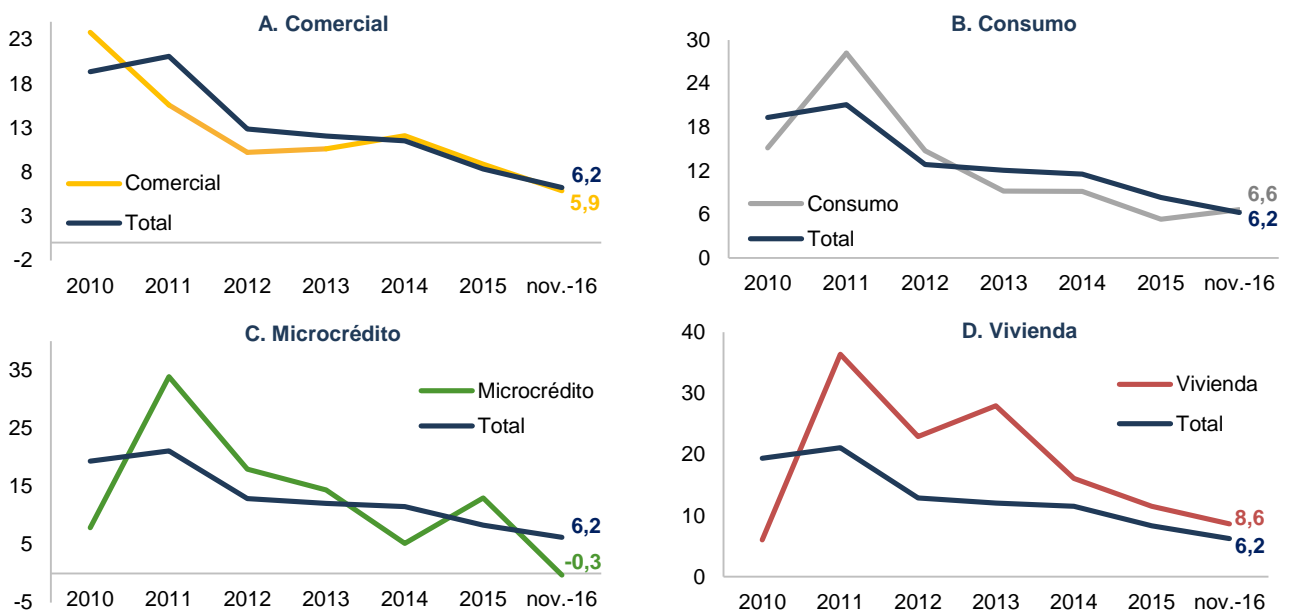 A. Comercial
23
18
13
8
3
-2
Comercial
Total
6,2
5,9
2010 2011 2012 2013 2014 2015 nov.-16
B. Consumo
30
24
18
12
6
0
Consumo
Total
6,6
6,2
2010 2011 2012 2013 2014 2015 nov.-16
C. Microcrédito
35
25
15
5
-5
Microcrédito
Total
6,2
-0,3
2010 2011 2012 2013 2014 2015 nov.-16
D. Vivienda
40
30
20
10
0
Vivienda
Total
8,6
6,2
2010 2011 2012 2013 2014 2015 nov.-16